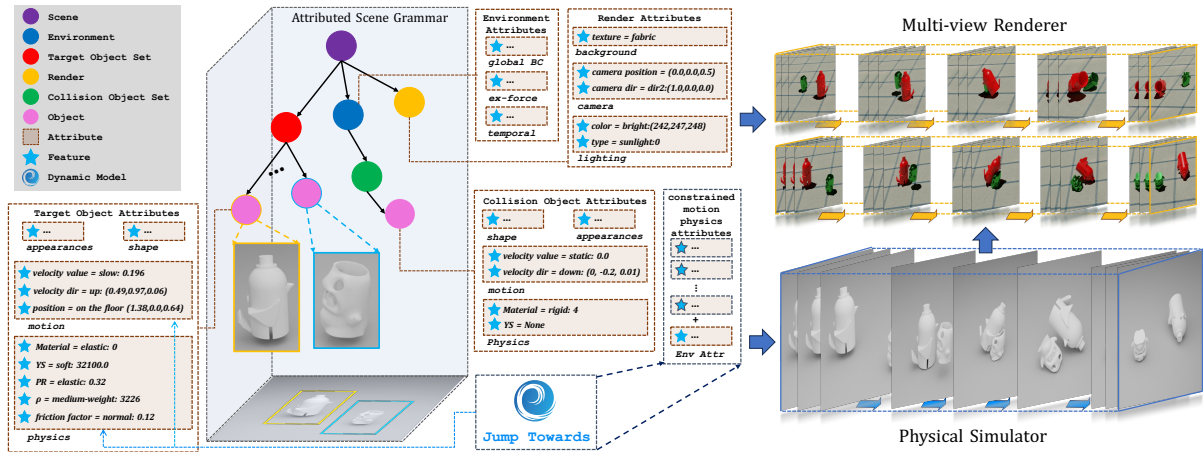 Scene
Environment
Target Object Set
Render
Collision Object Set
Object
Attribute
Feature
Dynamic Model
Attributed Scene Grammar
...
Environment
Attributes
...
global BC
...
ex-force
...
temporal
Render Attributes
texture = fabric
background
camera position = (0.0,0.0,0.5)
camera dir = dir2:(1.0,0.0,0.0)
camera
color = bright:(242,247,248)
type = sunlight:0
lighting
Multi-view Renderer
Target Object Attributes
...
appearances
...
shape
velocity value = slow: 0.196
velocity dir = up: (0.49,0.97,0.06)
position = on the floor (1.38,0.0,0.64)
motion
Material = elastic: 0
YS = soft: 32100.0
PR = elastic: 0.32
ρ = medium-weight: 3226
friction factor = normal: 0.12
physics
Collision Object Attributes
...
shape
...
appearances
velocity value = static: 0.0
velocity dir = down: (0, -0.2, 0.01)
motion
Material = rigid: 4
YS = None
Physics
constrained
motion
physics
attributes
...
...
⋮
...
+
...
Env Attr
Jump Towards
Physical Simulator